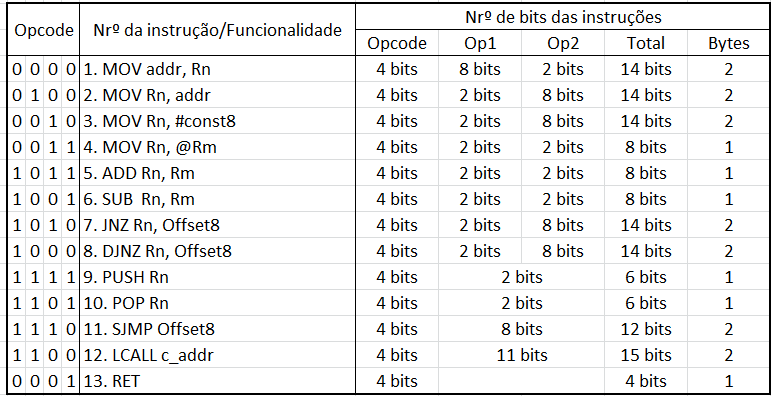 Opcode Nrº da instrução/Funcionalidade Nrº de bits das instruções
Opcode Op1 Op2 Total Bytes
0 0 0 0 1. MOV addr, Rn 4 bits 8 bits 2 bits 14 bits 2
0 1 0 0 2. MOV Rn, addr 4 bits 2 bits 8 bits 14 bits 2
0 0 1 0 3. MOV Rn, #const8 4 bits 2 bits 8 bits 14 bits 2
0 0 1 1 4. MOV Rn, @Rm 4 bits 2 bits 2 bits 8 bits 1
1 0 1 1 5. ADD Rn, Rm 4 bits 2 bits 2 bits 8 bits 1
1 0 0 1 6. SUB Rn, Rm 4 bits 2 bits 2 bits 8 bits 1
0 1 0 1 0 7. JNZ Rn, Offset8 4 bits 2 bits 8 bits 14 bits 2
1 0 0 0 8. DJNZ Rn, Offset8 4 bits 2 bits 8 bits 14 bits 2
1 1 1 1 9. PUSH Rn 4 bits 2 bits 6 bits 1
1 1 0 1 10. POP Rn 4 bits 2 bits 6 bits 1
1 1 1 0 11. SJMP Offset8 4 bits 8 bits 12 bits 2
1 1 0 0 12. LCALL c_addr 4 bits 11 bits 15 bits 2
0 0 0 1 13. RET 4 bits 4 bits 1